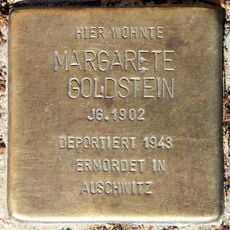 HIER WOHNTE
MARGARETE
GOLDSTEIN
JG. 1902
DEPORTIERT 1943
ERMORDET IN
AUSCHWITZ